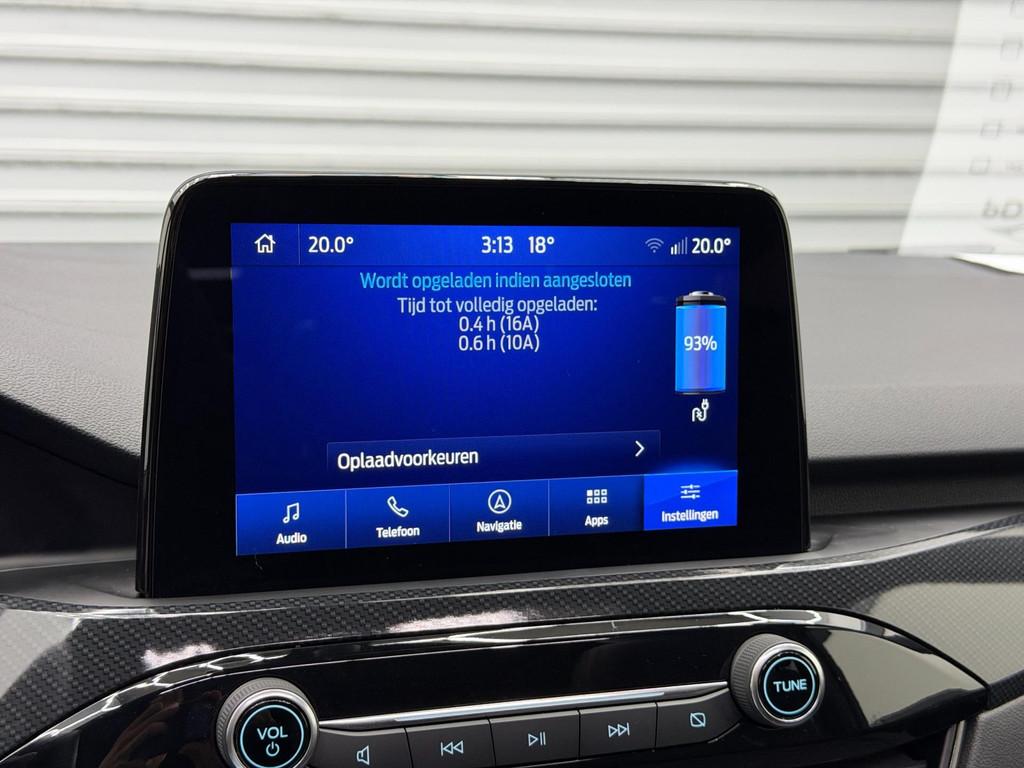 20.0° 3:13 18° 20.0°
Wordt opgeladen indien aangesloten
Tijd tot volledig opgeladen:
0.4 h (16A)
0.6 h (10A)
93%
Oplaadvoorkeuren
Audio Telefoon Navigatie Apps Instellingen
VOL
TUNE